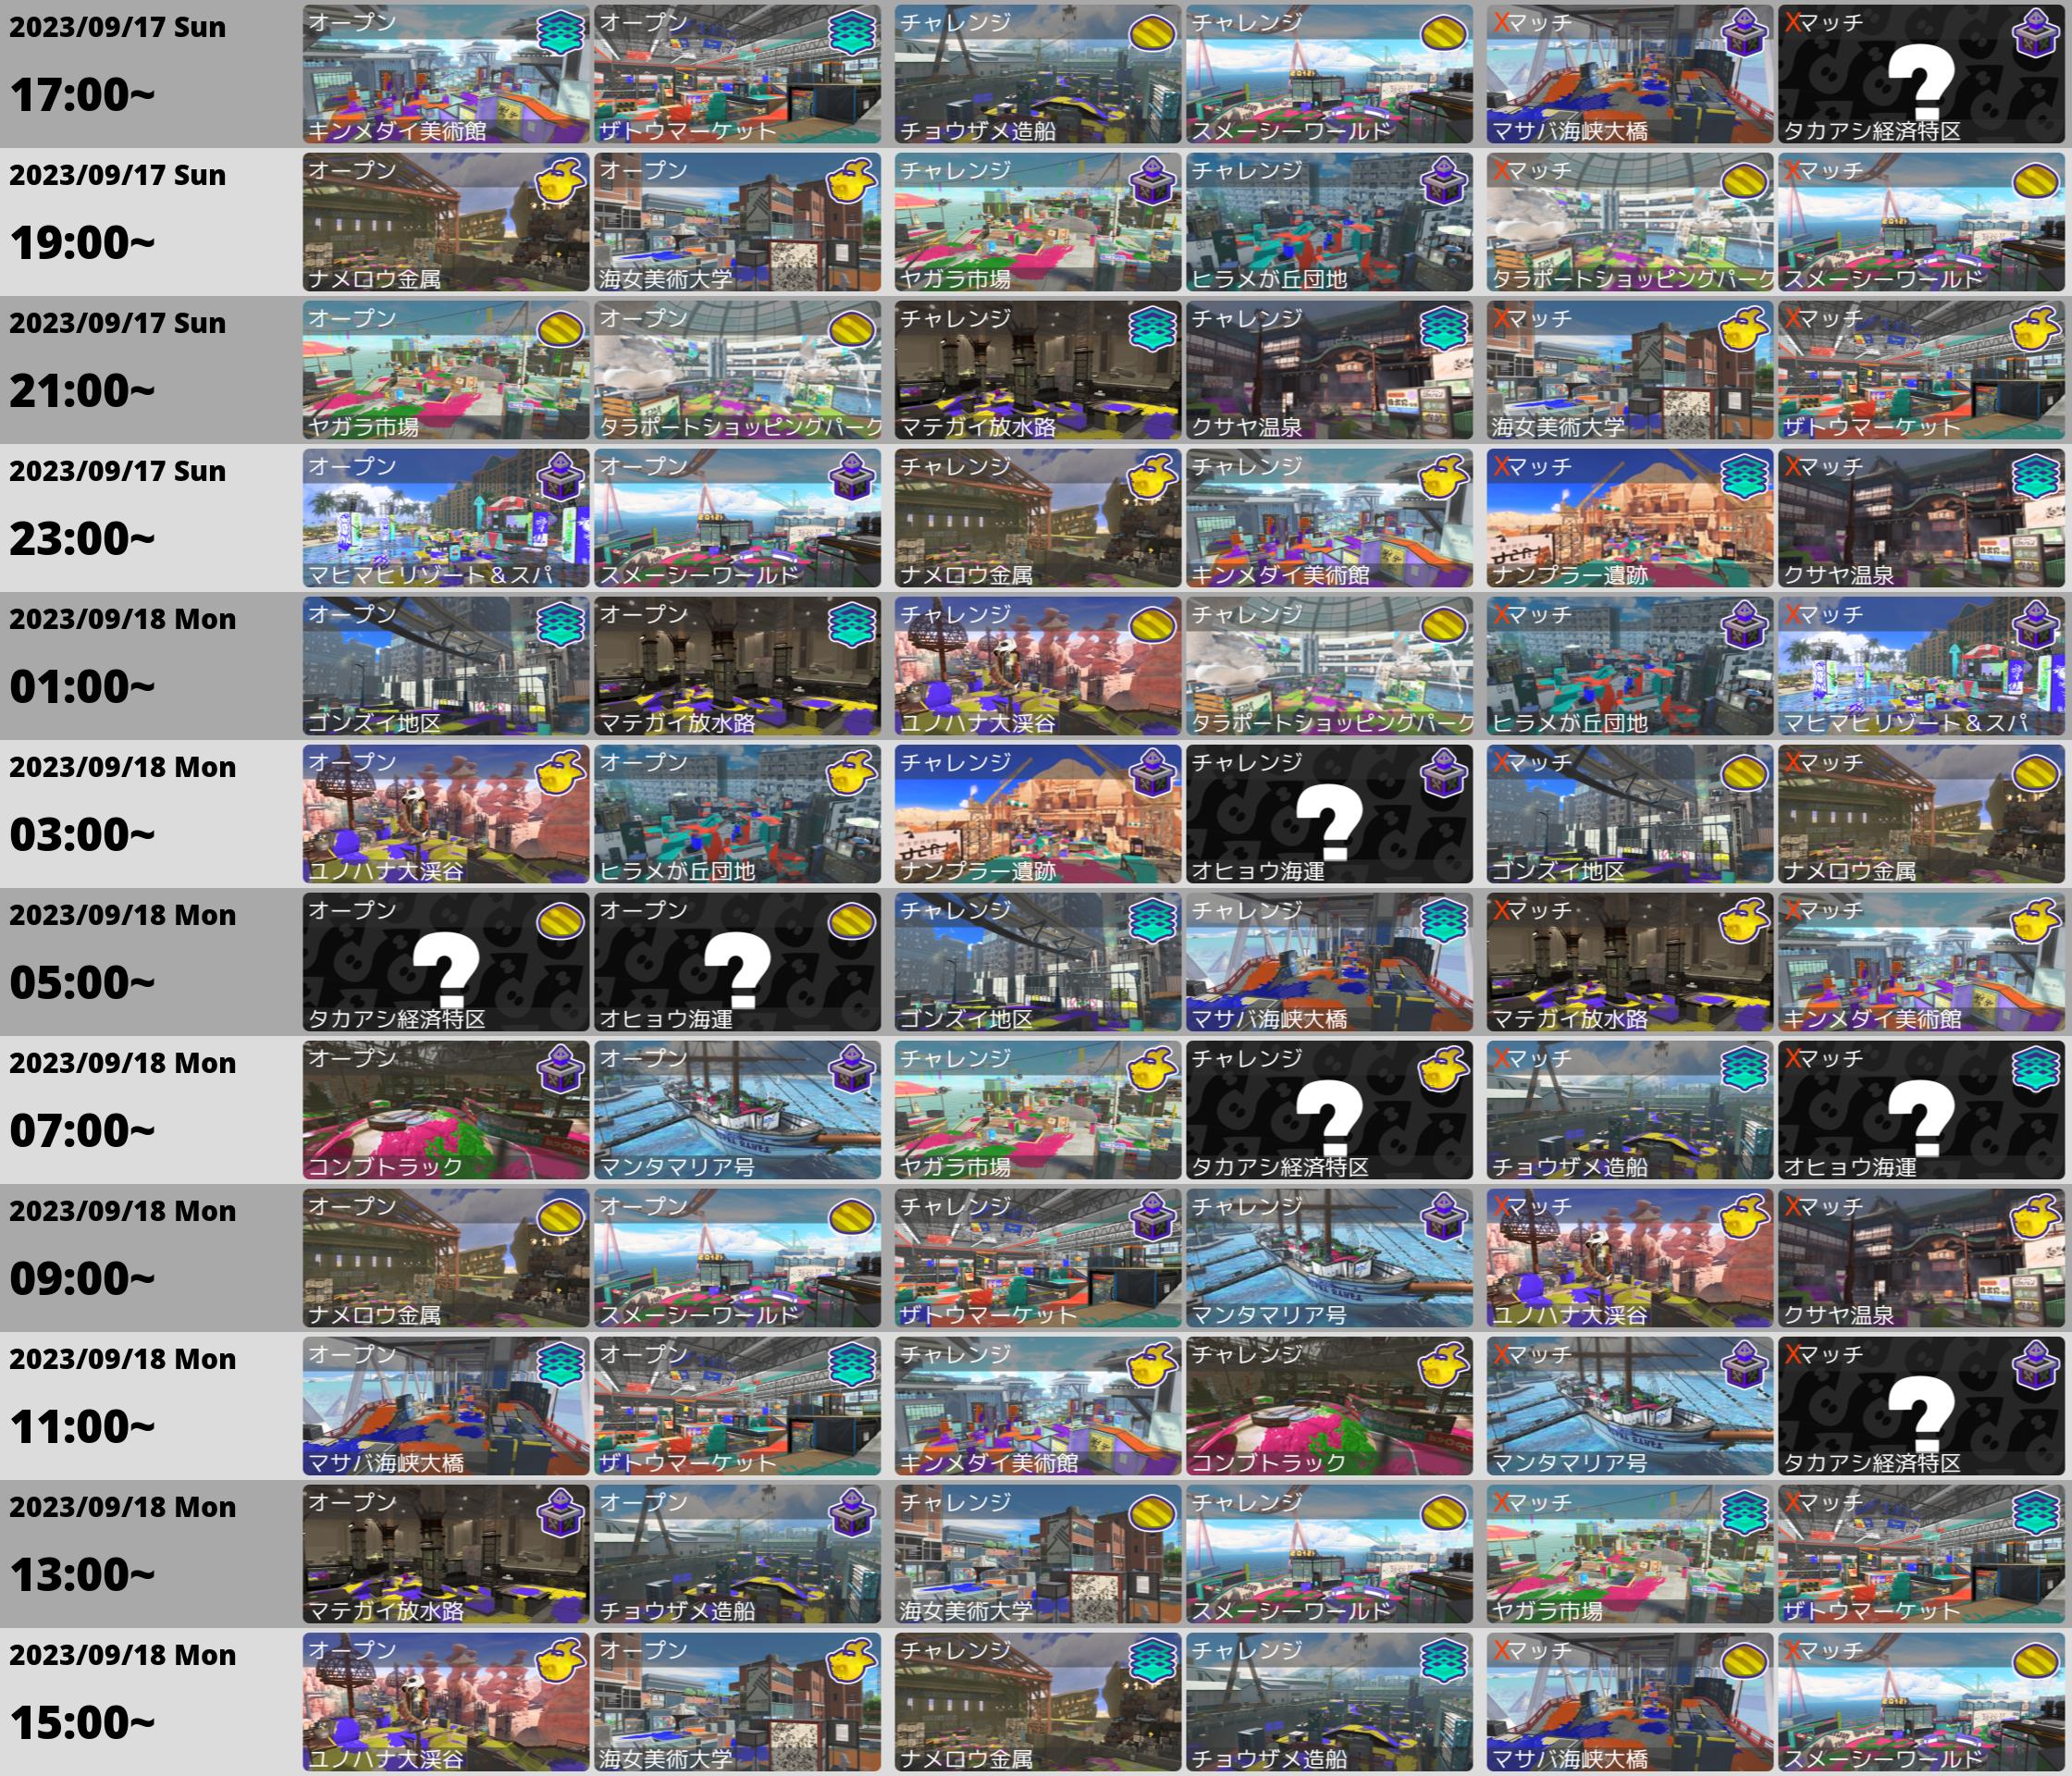 2023/09/17 Sun
17:00~
オープン オープン チャレンジ チャレンジ Xマッチ Xマッチ
キンメダイ美術館 ザトウマーケット チョウザメ造船 スメーシーワールド マサバ海峡大橋 タカアシ経済特区
2023/09/17 Sun
19:00~
オープン オープン チャレンジ チャレンジ Xマッチ Xマッチ
ナメロウ金属 海女美術大学 ヤガラ市場 ヒラメが丘団地 タラポートショッピングパーク スメーシーワールド
2023/09/17 Sun
21:00~
オープン オープン チャレンジ チャレンジ Xマッチ Xマッチ
ヤガラ市場 タラポートショッピングパーク マテガイ放水路 クサヤ温泉 海女美術大学 ザトウマーケット
2023/09/17 Sun
23:00~
オープン オープン チャレンジ チャレンジ Xマッチ Xマッチ
マヒマヒリゾート&スパ スメーシーワールド ナメロウ金属 キンメダイ美術館 ナンプラー遺跡 クサヤ温泉
2023/09/18 Mon
01:00~
オープン オープン チャレンジ チャレンジ Xマッチ Xマッチ
ゴンズイ地区 マテガイ放水路 ユノハナ大渓谷 タラポートショッピングパーク ヒラメが丘団地 マヒマヒリゾート&スパ
2023/09/18 Mon
03:00~
オープン オープン チャレンジ チャレンジ Xマッチ Xマッチ
ユノハナ大渓谷 ヒラメが丘団地 ナンプラー遺跡 オヒョウ海運 ゴンズイ地区 ナメロウ金属
2023/09/18 Mon
05:00~
オープン オープン チャレンジ チャレンジ Xマッチ Xマッチ
タカアシ経済特区 オヒョウ海運 ゴンズイ地区 マサバ海峡大橋 マテガイ放水路 キンメダイ美術館
2023/09/18 Mon
07:00~
オープン オープン チャレンジ チャレンジ Xマッチ Xマッチ
コンブトラック マンタマリア号 ヤガラ市場 タカアシ経済特区 チョウザメ造船 オヒョウ海運
2023/09/18 Mon
09:00~
オープン オープン チャレンジ チャレンジ Xマッチ Xマッチ
ナメロウ金属 スメーシーワールド ザトウマーケット マンタマリア号 ユノハナ大渓谷 クサヤ温泉
2023/09/18 Mon
11:00~
オープン オープン チャレンジ チャレンジ Xマッチ Xマッチ
マサバ海峡大橋 ザトウマーケット キンメダイ美術館 コンブトラック マンタマリア号 タカアシ経済特区
2023/09/18 Mon
13:00~
オープン オープン チャレンジ チャレンジ Xマッチ Xマッチ
マテガイ放水路 チョウザメ造船 海女美術大学 スメーシーワールド ヤガラ市場 ザトウマーケット
2023/09/18 Mon
15:00~
オープン オープン チャレンジ チャレンジ Xマッチ Xマッチ
ユノハナ大渓谷 海女美術大学 ナメロウ金属 チョウザメ造船 マサバ海峡大橋 スメーシーワールド